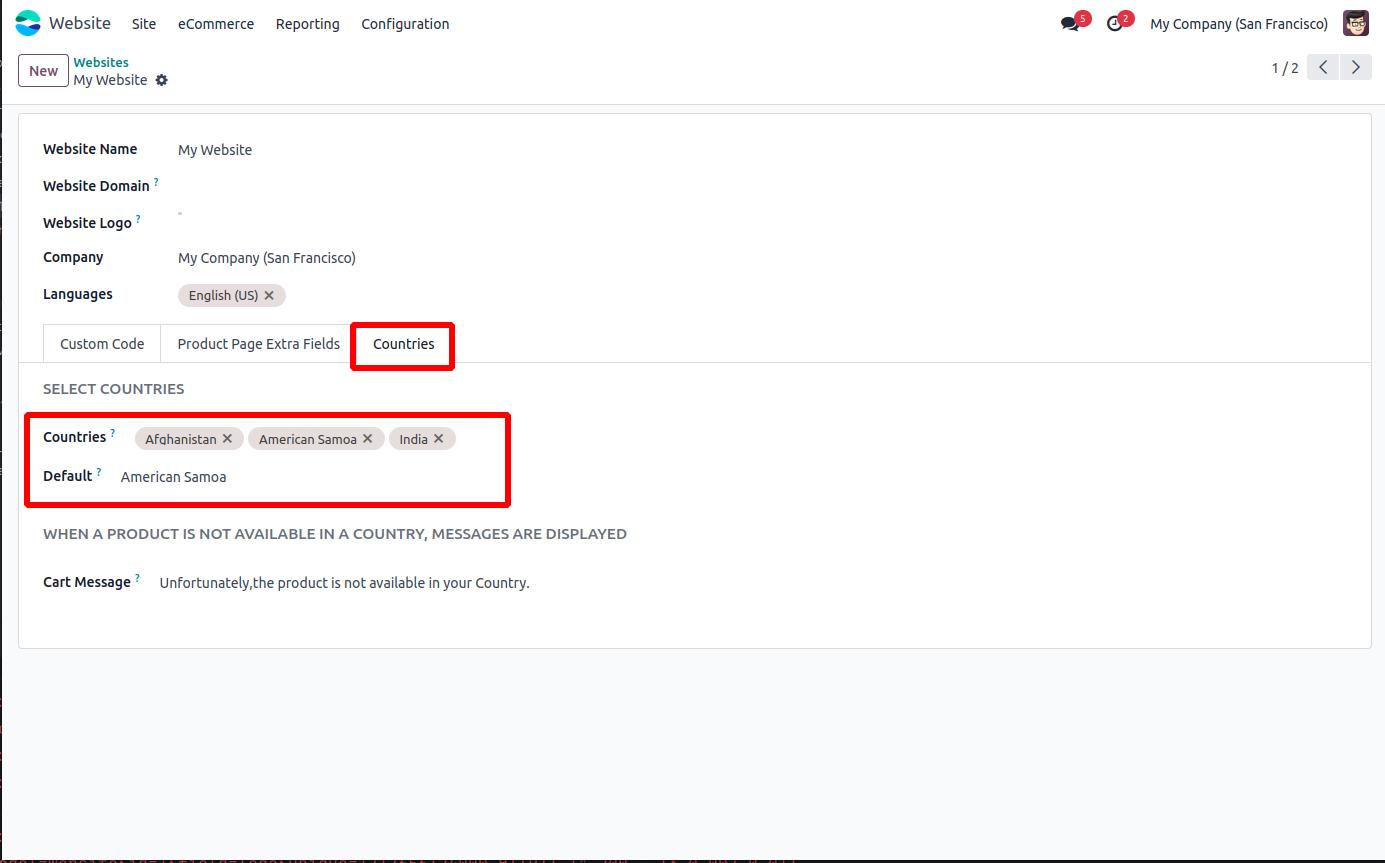 Website Site eCommerce Reporting Configuration 5 2 My Company (San Francisco)
New Websites
My Website 1 / 2
Website Name My Website
Website Domain ?
Website Logo ?
Company My Company (San Francisco)
Languages English (US) ✕
Custom Code Product Page Extra Fields Countries
SELECT COUNTRIES
Countries ? Afghanistan ✕ American Samoa ✕ India ✕
Default ? American Samoa
WHEN A PRODUCT IS NOT AVAILABLE IN A COUNTRY, MESSAGES ARE DISPLAYED
Cart Message ? Unfortunately,the product is not available in your Country.